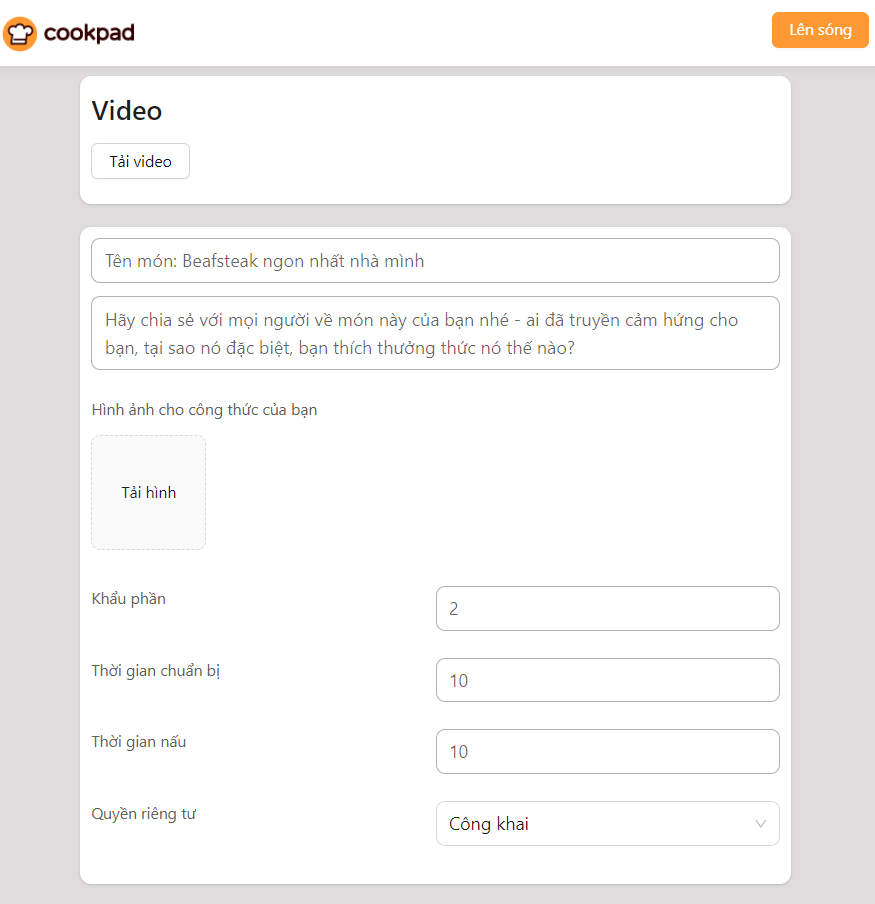 cookpad
Lên sóng
Video
Tải video
Tên món: Beafsteak ngon nhất nhà mình
Hãy chia sẻ với mọi người về món này của bạn nhé - ai đã truyền cảm hứng cho
bạn, tại sao nó đặc biệt, bạn thích thưởng thức nó thế nào?
Hình ảnh cho công thức của bạn
Tải hình
Khẩu phần
2
Thời gian chuẩn bị
10
Thời gian nấu
10
Quyền riêng tư
Công khai